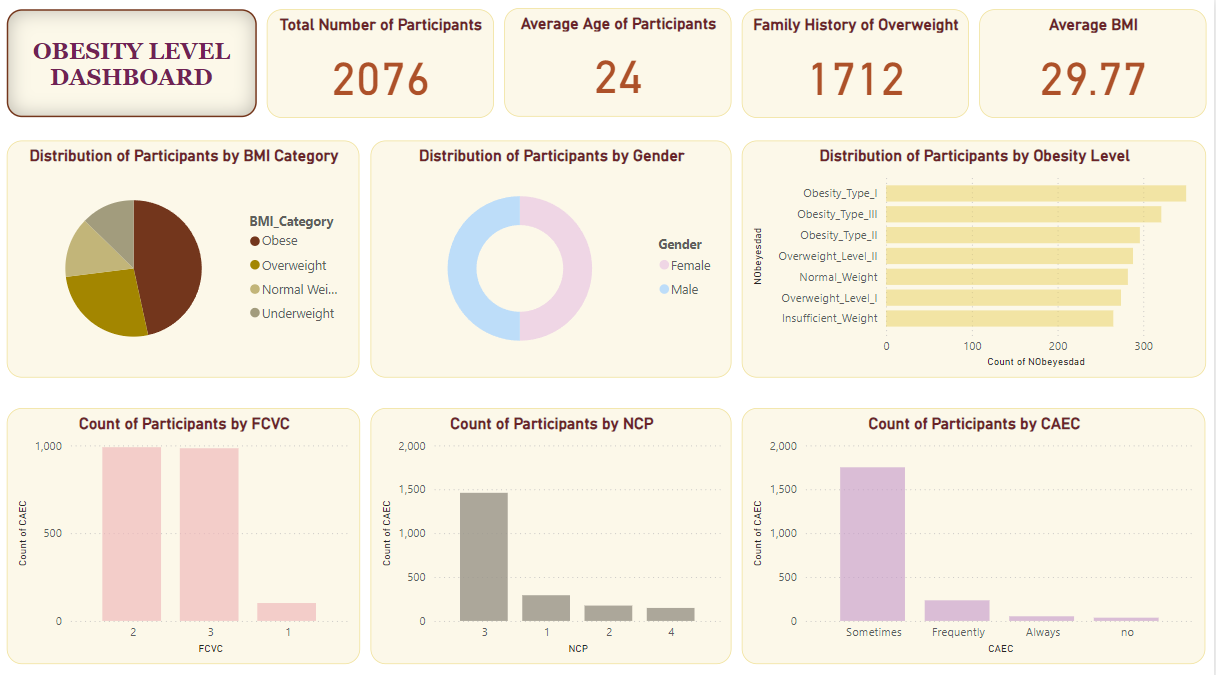 OBESITY LEVEL
DASHBOARD
Total Number of Participants
2076
Average Age of Participants
24
Family History of Overweight
1712
Average BMI
29.77
Distribution of Participants by BMI Category
BMI_Category
Obese
Overweight
Normal Wei...
Underweight
Distribution of Participants by Gender
Gender
Female
Male
Distribution of Participants by Obesity Level
NObeyesdad
Obesity_Type_I
Obesity_Type_III
Obesity_Type_II
Overweight_Level_II
Normal_Weight
Overweight_Level_I
Insufficient_Weight
0 100 200 300
Count of NObeyesdad
Count of Participants by FCVC
Count of CAEC
1,000
500
0
2 3 1
FCVC
Count of Participants by NCP
Count of CAEC
2,000
1,500
1,000
500
0
3 1 2 4
NCP
Count of Participants by CAEC
Count of CAEC
2,000
1,500
1,000
500
0
Sometimes Frequently Always no
CAEC